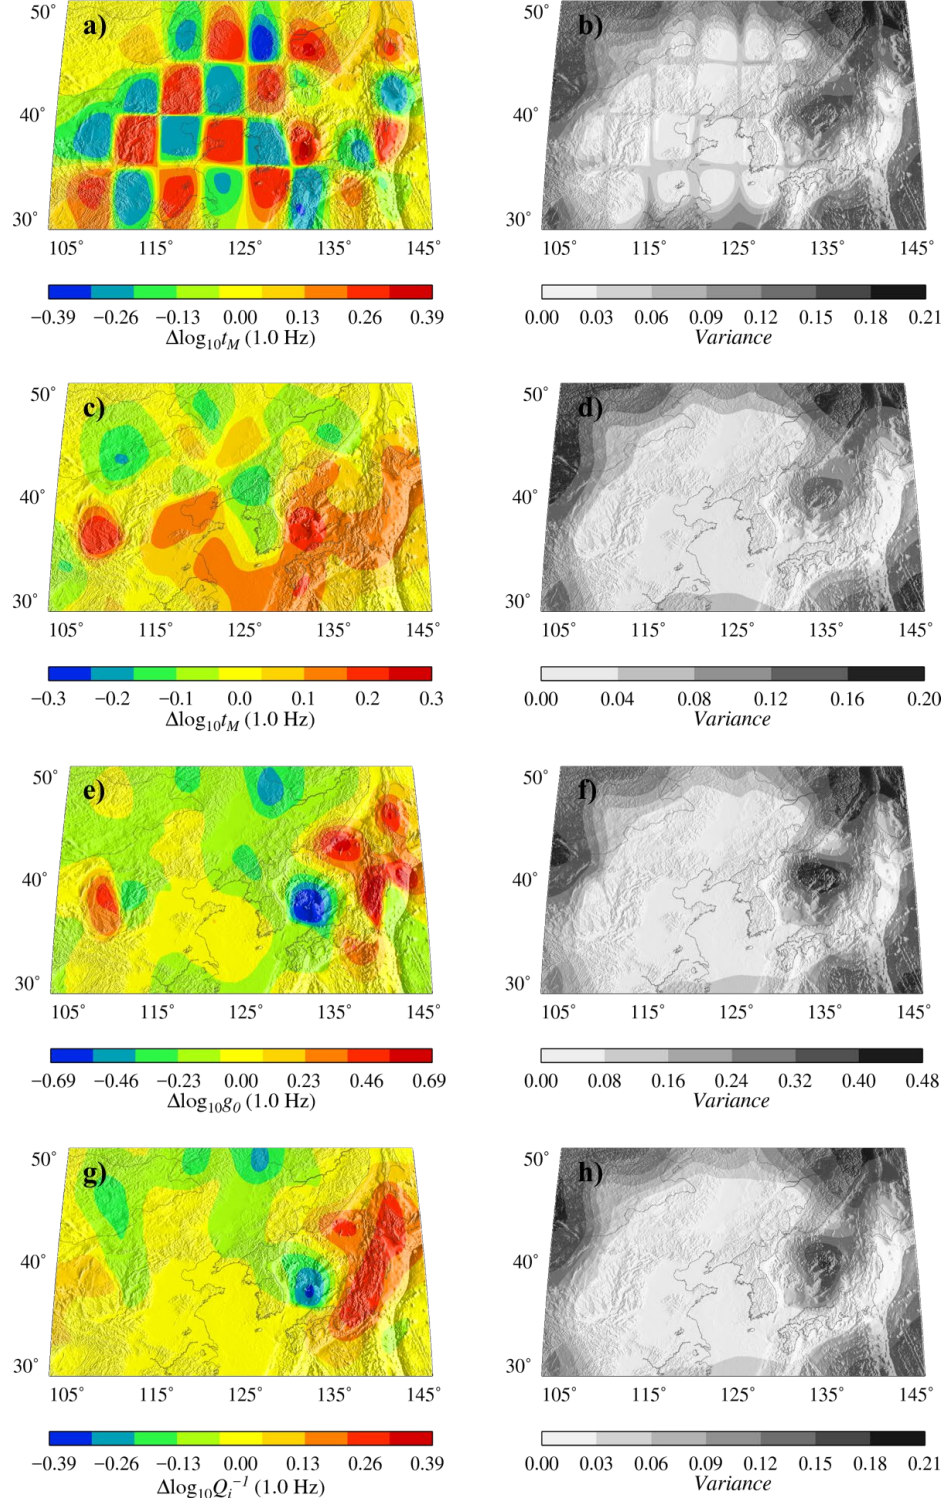 a)
50°
40°
30°
105° 115° 125° 135° 145°
−0.39 −0.26 −0.13 0.00 0.13 0.26 0.39
Δlog₁₀t_M (1.0 Hz)
b)
50°
40°
30°
105° 115° 125° 135° 145°
0.00 0.03 0.06 0.09 0.12 0.15 0.18 0.21
Variance
c)
50°
40°
30°
105° 115° 125° 135° 145°
−0.3 −0.2 −0.1 0.0 0.1 0.2 0.3
Δlog₁₀t_M (1.0 Hz)
d)
50°
40°
30°
105° 115° 125° 135° 145°
0.00 0.04 0.08 0.12 0.16 0.20
Variance
e)
50°
40°
30°
105° 115° 125° 135° 145°
−0.69 −0.46 −0.23 0.00 0.23 0.46 0.69
Δlog₁₀g₀ (1.0 Hz)
f)
50°
40°
30°
105° 115° 125° 135° 145°
0.00 0.08 0.16 0.24 0.32 0.40 0.48
Variance
g)
50°
40°
30°
105° 115° 125° 135° 145°
−0.39 −0.26 −0.13 0.00 0.13 0.26 0.39
Δlog₁₀Qᵢ⁻¹ (1.0 Hz)
h)
50°
40°
30°
105° 115° 125° 135° 145°
0.00 0.03 0.06 0.09 0.12 0.15 0.18 0.21
Variance